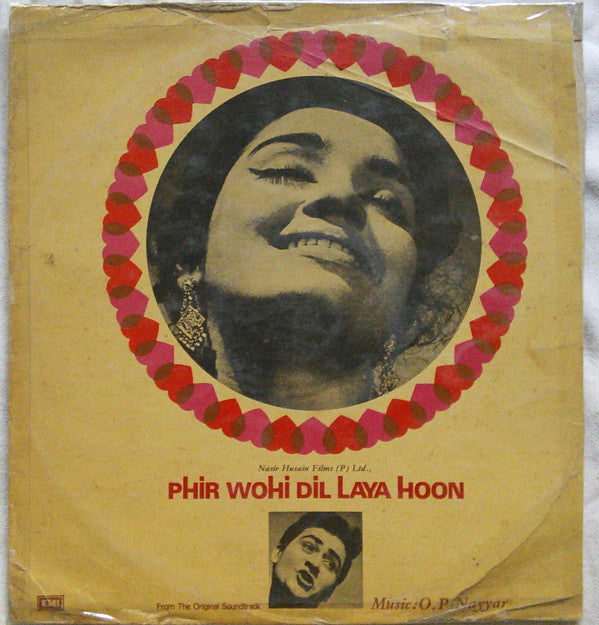 Nasir Husain Films (P) Ltd.,
PHIR WOHI DIL LAYA HOON
EMI
From The Original Soundtrack
Music: O. P. Nayyar